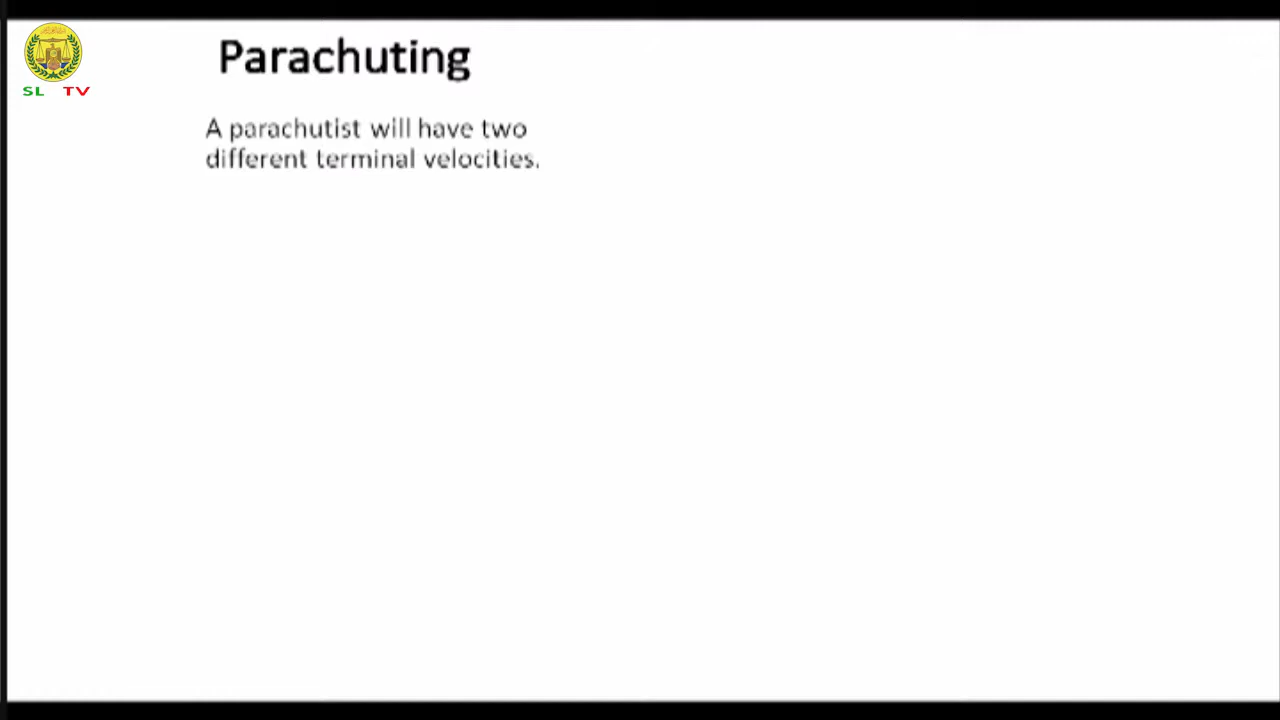 Parachuting
SL TV
A parachutist will have two
different terminal velocities.